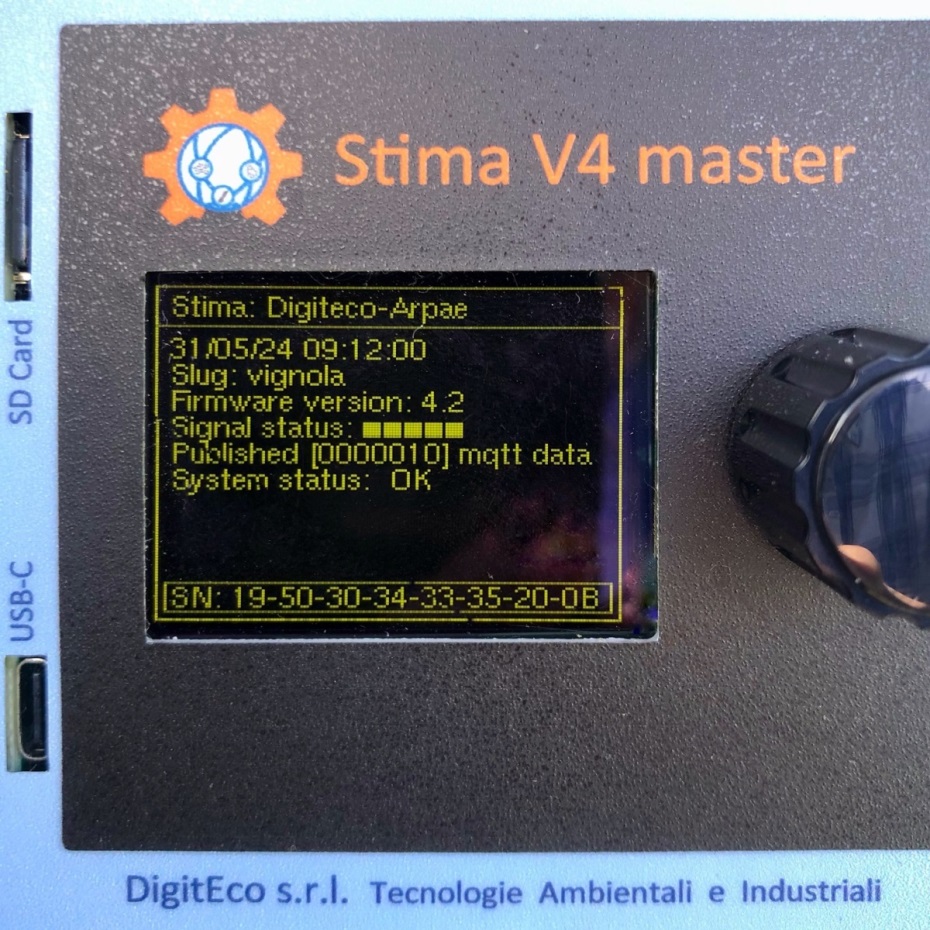 Stima V4 master
Stima: Digiteco-Arpae
31/05/24 09:12:00
Slug: vignola
Firmware version: 4.2
Signal status:
Published [0000010] mqtt data
System status: OK
SN: 19-50-30-34-33-35-20-0B
SD Card
USB-C
DigitEco s.r.l. Tecnologie Ambientali e Industriali